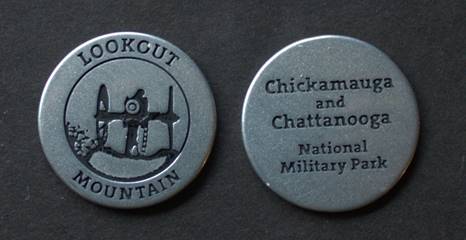 LOOKOUT
MOUNTAIN
Chickamauga
and
Chattanooga
National
Military Park